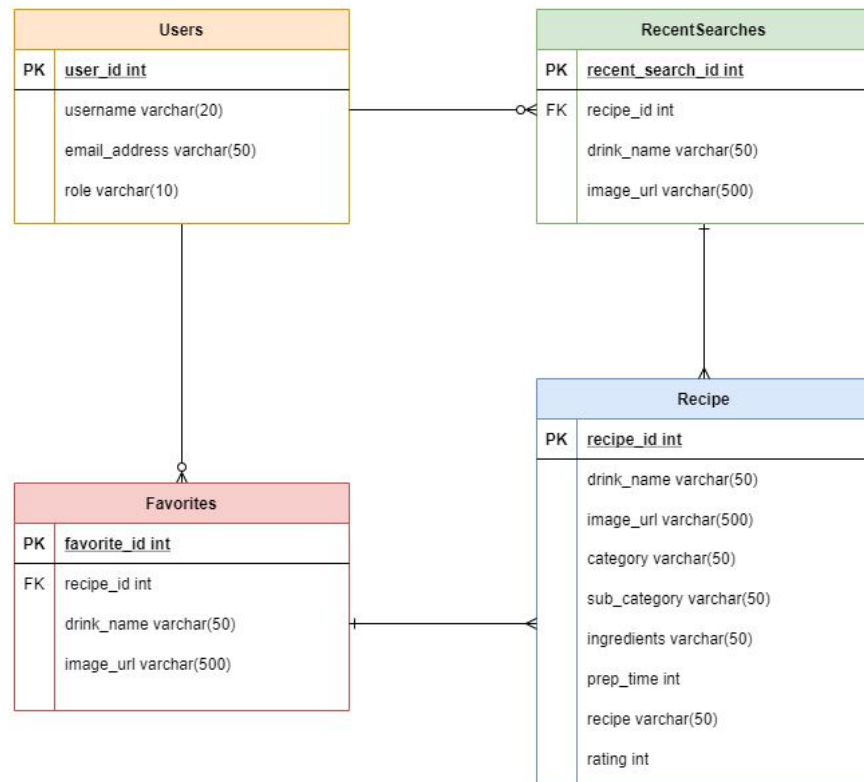 Users
PK user_id int
username varchar(20)
email_address varchar(50)
role varchar(10)
RecentSearches
PK recent_search_id int
FK recipe_id int
drink_name varchar(50)
image_url varchar(500)
Favorites
PK favorite_id int
FK recipe_id int
drink_name varchar(50)
image_url varchar(500)
Recipe
PK recipe_id int
drink_name varchar(50)
image_url varchar(500)
category varchar(50)
sub_category varchar(50)
ingredients varchar(50)
prep_time int
recipe varchar(50)
rating int